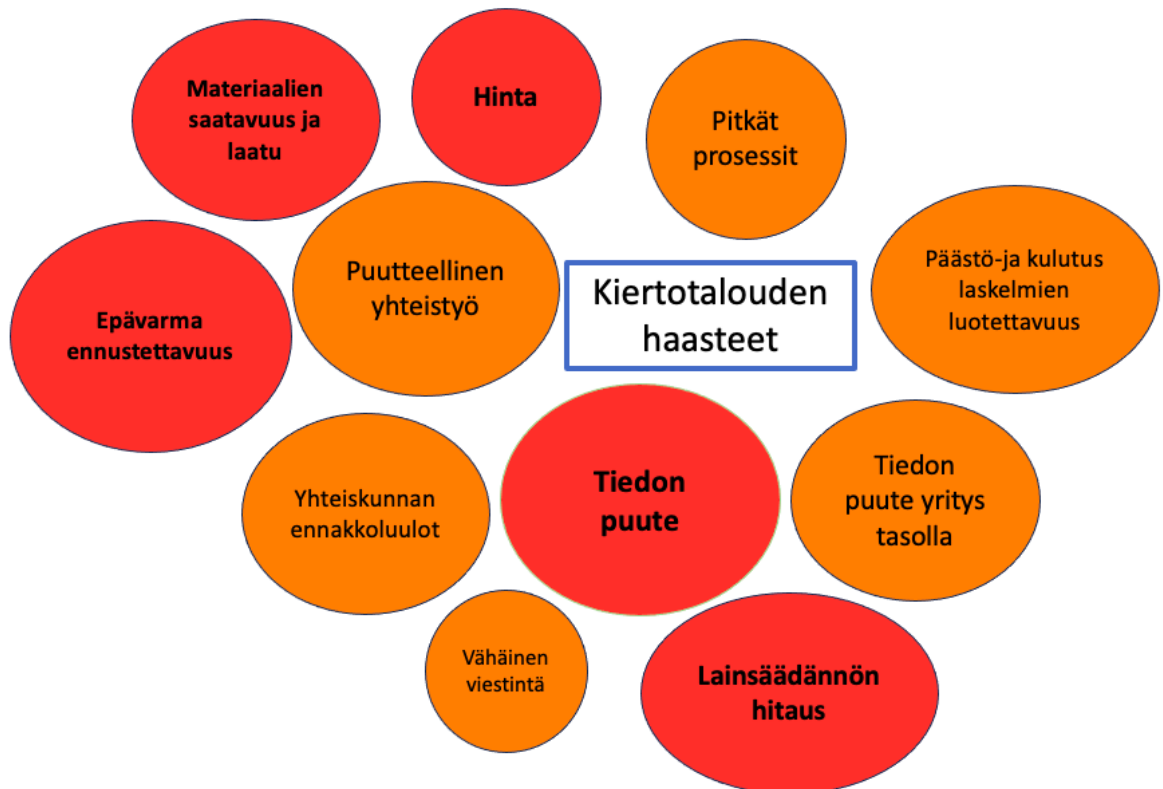 Materiaalien
saatavuus ja
laatu
Hinta
Pitkät
prosessit
Puutteellinen
yhteistyö
Kiertotalouden
haasteet
Päästö-ja kulutus
laskelmien
luotettavuus
Epävarma
ennustettavuus
Yhteiskunnan
ennakkoluulot
Tiedon
puute
Tiedon
puute yritys
tasolla
Vähäinen
viestintä
Lainsäädännön
hitaus